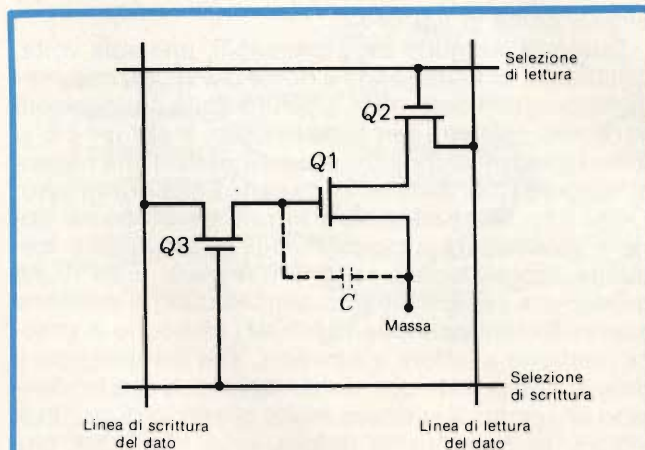 Selezione
di lettura
Q2
Q1
Q3
C
Massa
Selezione
di scrittura
Linea di scrittura
del dato
Linea di lettura
del dato